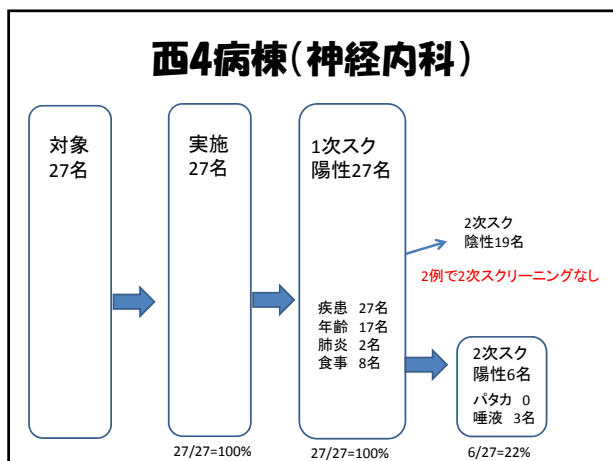 西4病棟(神経内科)
対象
27名
実施
27名
1次スク
陽性27名
疾患 27名
年齢 17名
肺炎 2名
食事 8名
2次スク
陰性19名
2例で2次スクリーニングなし
2次スク
陽性6名
パタカ 0
唾液 3名
27/27=100%
27/27=100%
6/27=22%